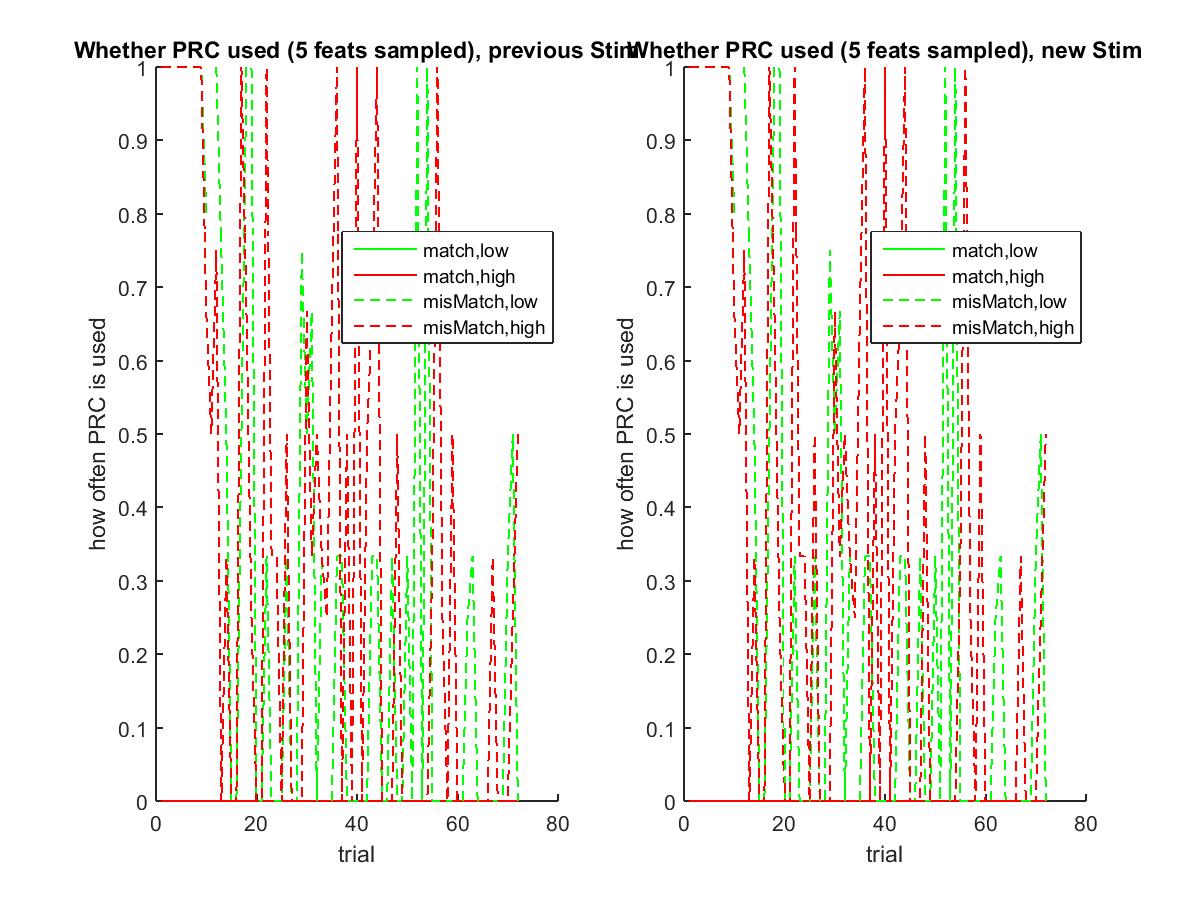 Whether PRC used (5 feats sampled), previous Stim
1
0.9
0.8
0.7
0.6
0.5
0.4
0.3
0.2
0.1
0
0 20 40 60 80
how often PRC is used
trial
match,low
match,high
misMatch,low
misMatch,high
Whether PRC used (5 feats sampled), new Stim
1
0.9
0.8
0.7
0.6
0.5
0.4
0.3
0.2
0.1
0
0 20 40 60 80
how often PRC is used
trial
match,low
match,high
misMatch,low
misMatch,high